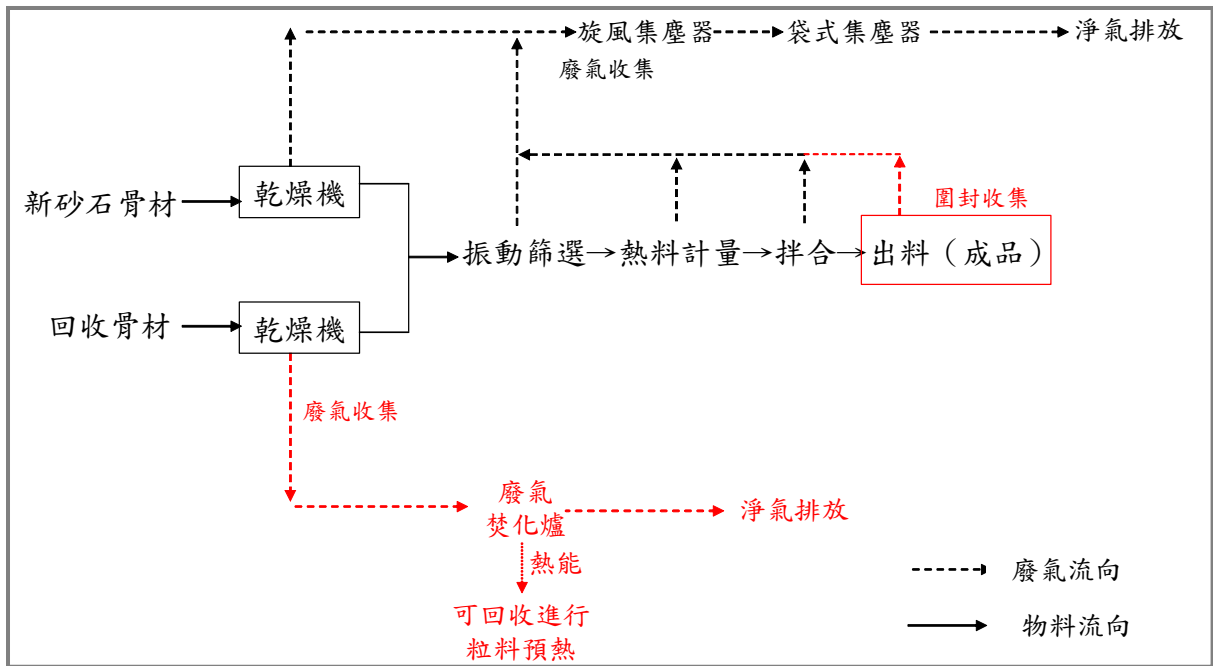 旋風集塵器
袋式集塵器
淨氣排放
廢氣收集
新砂石骨材
乾燥機
圍封收集
振動篩選→熱料計量→拌合→出料（成品）
回收骨材
乾燥機
廢氣收集
廢氣
焚化爐
淨氣排放
熱能
可回收進行
粒料預熱
廢氣流向
物料流向